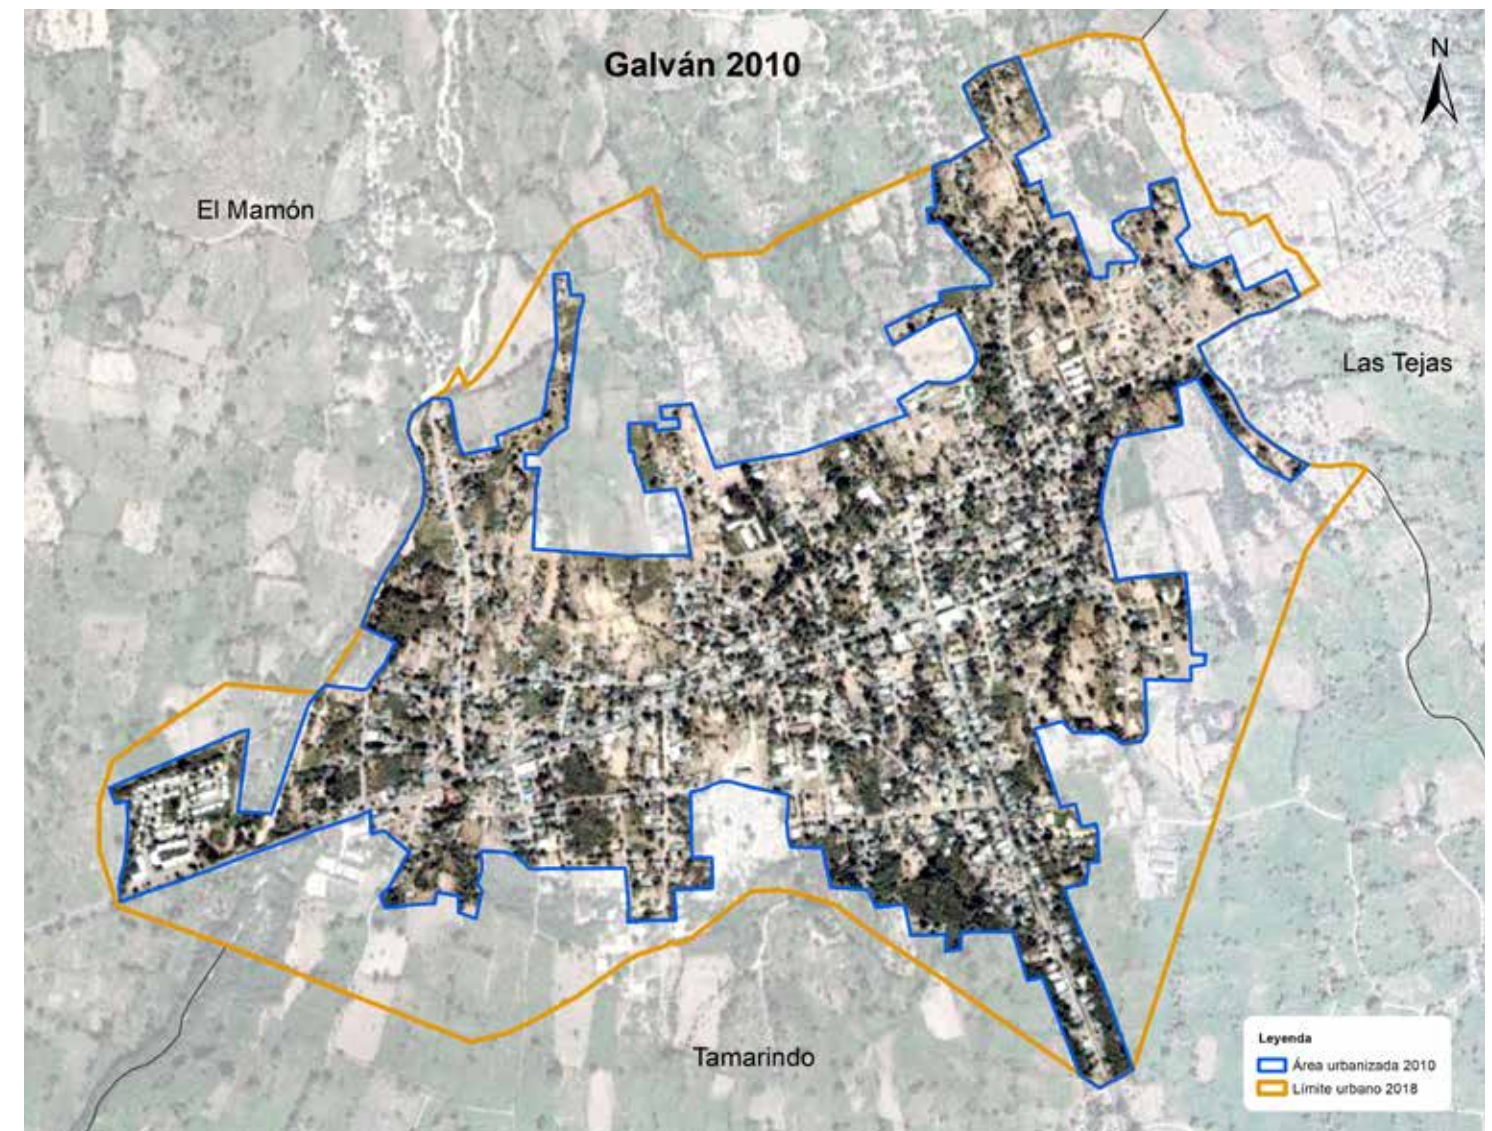 Galván 2010
N
El Mamón
Las Tejas
Tamarindo
Leyenda
Área urbanizada 2010
Límite urbano 2018